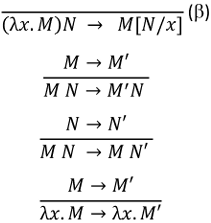 (λx. M)N → M[N/x] (β)
M → M′
M N → M′N
N → N′
M N → M N′
M → M′
λx. M → λx. M′